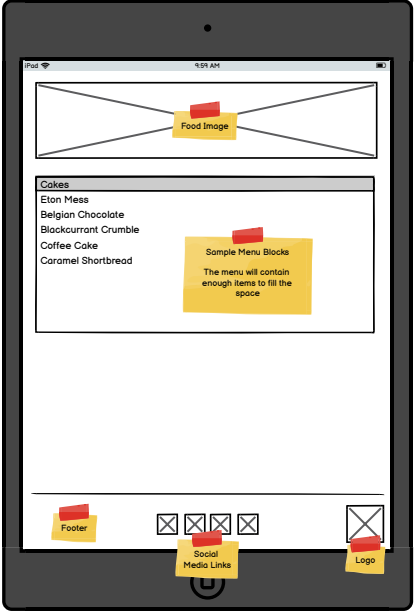 iPad
9:59 AM
Food Image
Cakes
Eton Mess
Belgian Chocolate
Blackcurrant Crumble
Coffee Cake
Caramel Shortbread
Sample Menu Blocks
The menu will contain
enough items to fill the
space
Footer
Social
Media Links
Logo